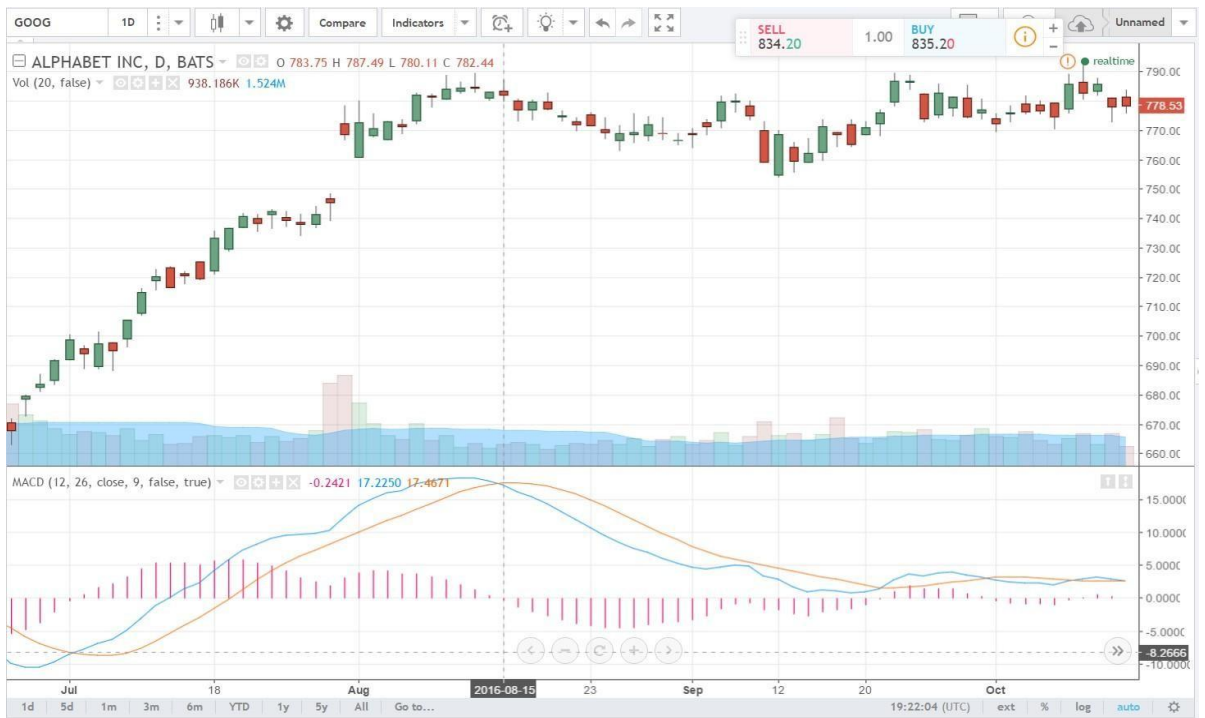 GOOG 1D Compare Indicators Unnamed
SELL 834.20 1.00 BUY 835.20
ALPHABET INC, D, BATS O 783.75 H 787.49 L 780.11 C 782.44
realtime
Vol (20, false) 938.186K 1.524M
790.00
778.53
770.00
760.00
750.00
740.00
730.00
720.00
710.00
700.00
690.00
680.00
670.00
660.00
MACD (12, 26, close, 9, false, true) -0.2421 17.2250 17.4671
15.0000
10.0000
5.0000
0.0000
-5.0000
-8.2666
-10.0000
Jul 18 Aug 2016-08-15 23 Sep 12 20 Oct
1d 5d 1m 3m 6m YTD 1y 5y All Go to... 19:22:04 (UTC) ext % log auto